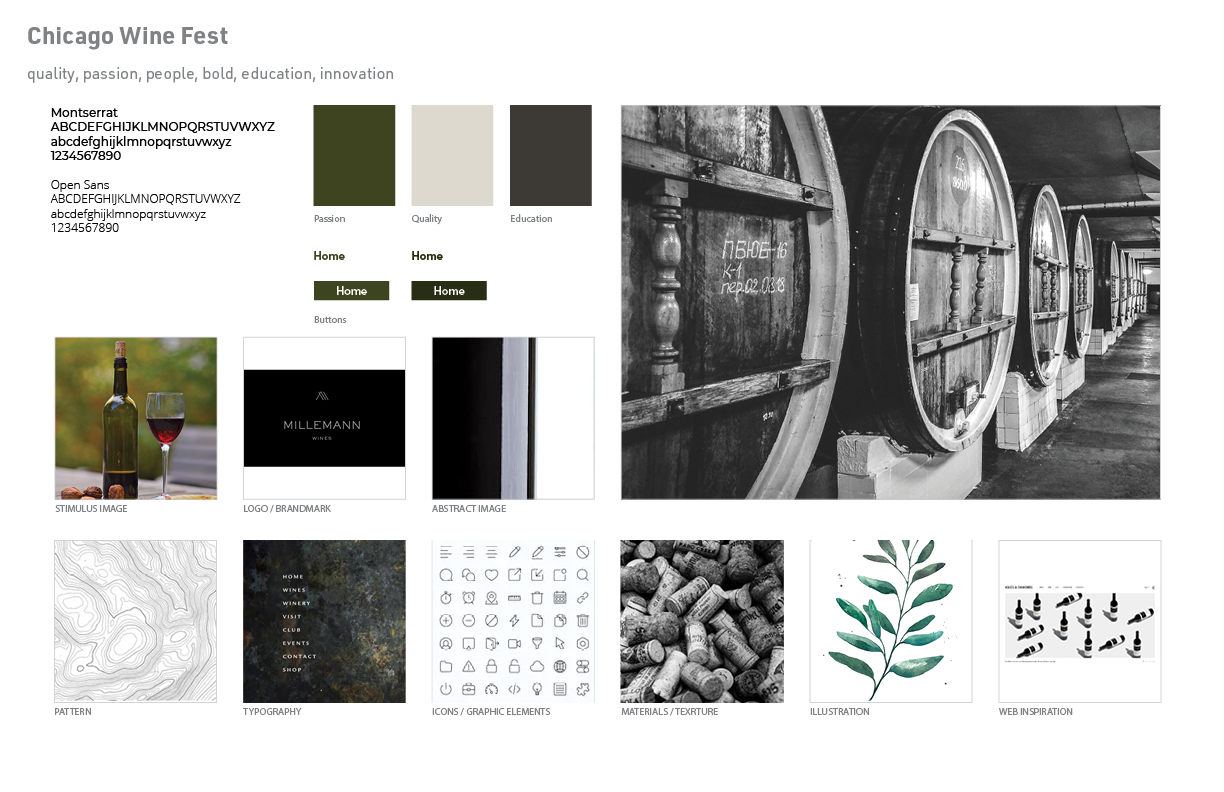 Chicago Wine Fest
quality, passion, people, bold, education, innovation
Montserrat
ABCDEFGHIJKLMNOPQRSTUVWXYZ
abcdefghijklmnopqrstuvwxyz
1234567890
Open Sans
ABCDEFGHIJKLMNOPQRSTUVWXYZ
abcdefghijklmnopqrstuvwxyz
1234567890
Passion
Quality
Education
Home
Home
Home
Home
Buttons
ПБЮЕ-16
К-1
пер.02.03.18
MILLEMANN
WINES
STIMULUS IMAGE
LOGO / BRANDMARK
ABSTRACT IMAGE
HOME
WINES
WINERY
VISIT
CLUB
EVENTS
CONTACT
SHOP
PATTERN
TYPOGRAPHY
ICONS / GRAPHIC ELEMENTS
MATERIALS / TEXRTURE
ILLUSTRATION
WEB INSPIRATION